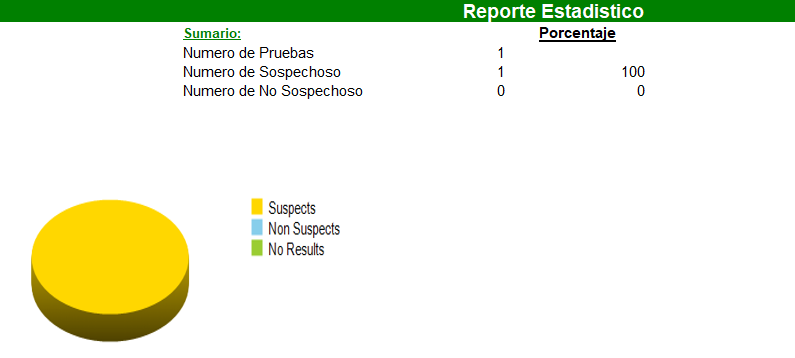 Reporte Estadistico
Sumario: Porcentaje
Numero de Pruebas 1
Numero de Sospechoso 1 100
Numero de No Sospechoso 0 0
Suspects
Non Suspects
No Results